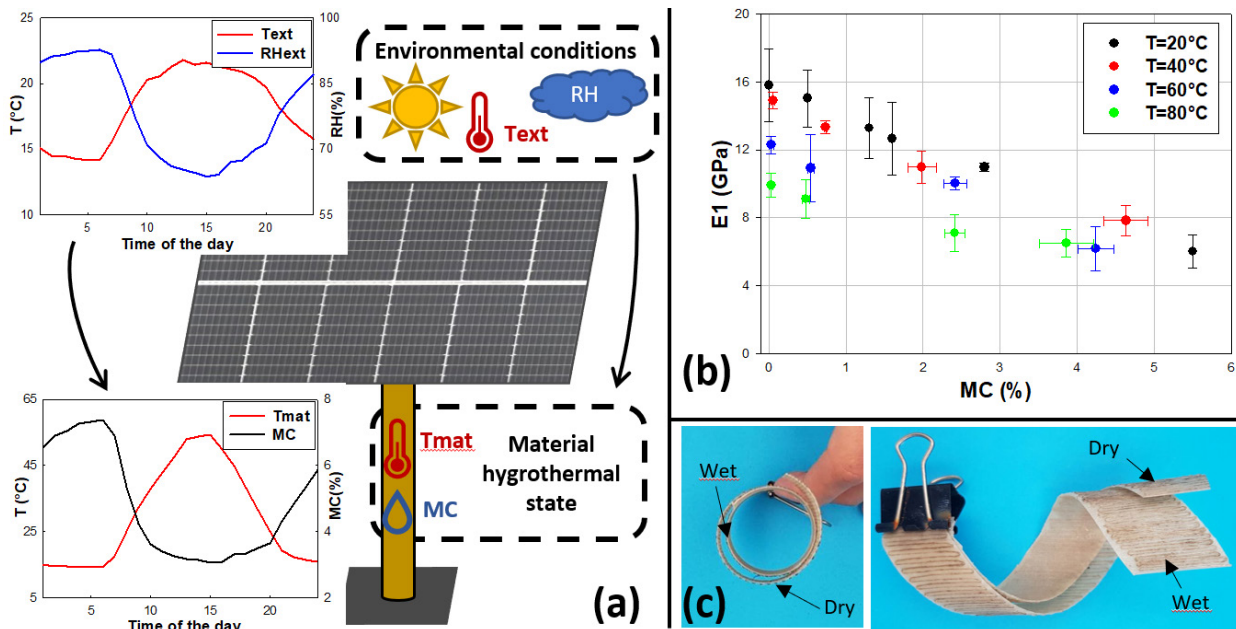 25
20
15
10
T (°C)
Text
RHext
100
85
70
55
RH(%)
5
10
15
20
Time of the day
Environmental conditions
RH
Text
65
45
25
5
T (°C)
Tmat
MC
8
6
4
2
MC(%)
5
10
15
20
Time of the day
Tmat
MC
Material
hygrothermal
state
(a)
20
16
12
8
4
0
E1 (GPa)
T=20°C
T=40°C
T=60°C
T=80°C
0
1
2
3
4
5
6
MC (%)
(b)
Wet
Dry
Dry
Wet
(c)